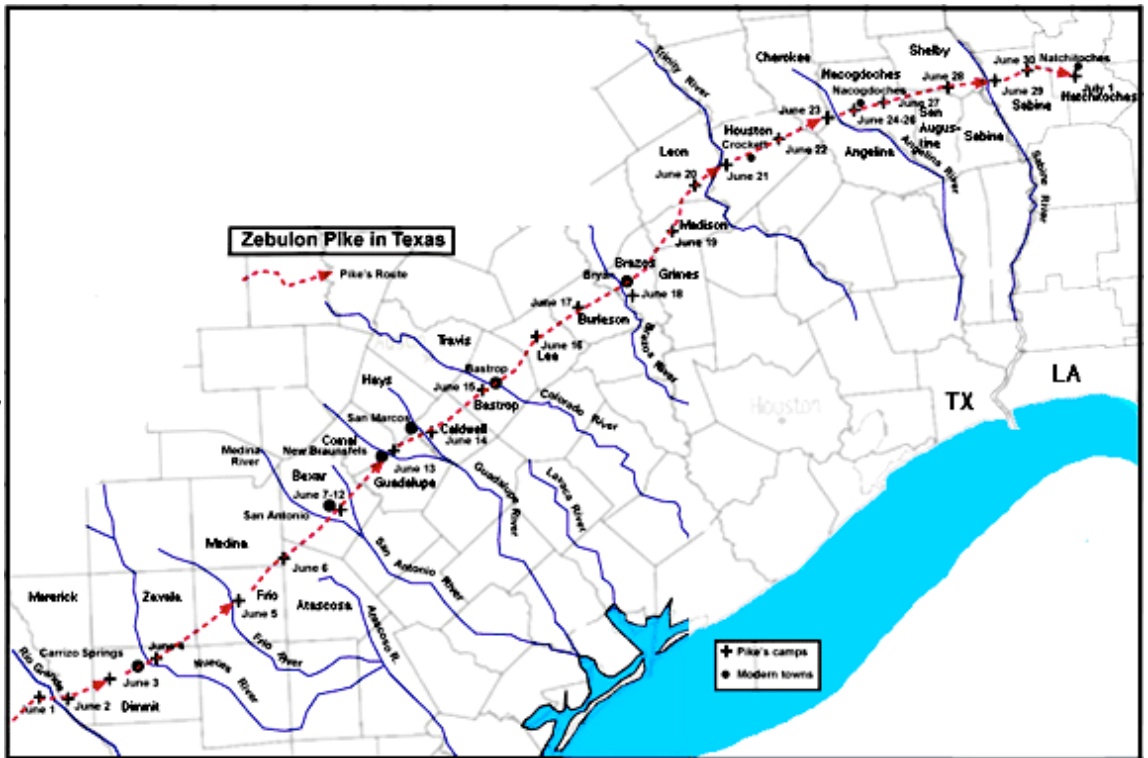 Shelby
Cherokee
Trinity River
Nacogdoches
Nacogdoches
June 30
Natchitoches
June 28
July 1
Natchitoches
June 29
Sabine
June 27
June 24-26
San
Augus-
tine
Sabine
June 23
Houston
Crockett
June 22
Angelina
Angelina River
Sabine River
Leon
June 20
June 21
Madison
June 19
Zebulon Pike in Texas
Pike's Route
Brazos
Bryan
Grimes
June 18
June 17
Burleson
Brazos River
June 16
Lee
Travis
Bastrop
June 15
Bastrop
Colorado River
Hays
San Marcos
Caldwell
June 14
Comal
New Braunfels
June 13
Guadalupe
Guadalupe River
Lavaca River
Houston
TX
LA
Medina
River
Bexar
June 7-12
San Antonio
San Antonio River
Medina
June 6
Maverick
Zavala
Frio
June 5
Atascosa
Atascoso R.
Frio River
Carrizo Springs
Nueces River
Rio Grande
June 3
June 1
June 2
Dimmit
Pike's camps
Modern towns